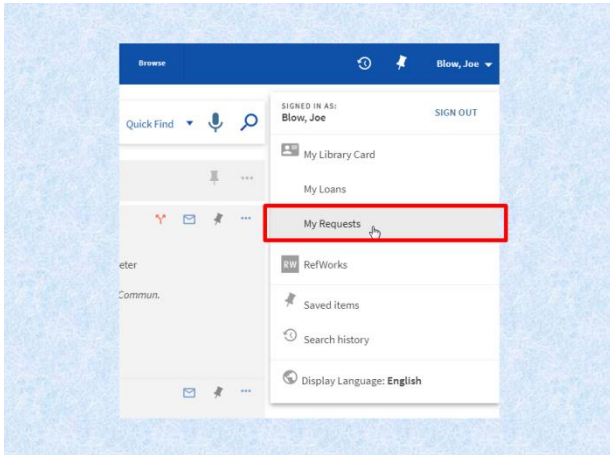 Browse
Blow, Joe
Quick Find
SIGNED IN AS:
Blow, Joe
SIGN OUT
My Library Card
My Loans
My Requests
eter
Commun.
RW RefWorks
Saved items
Search history
Display Language: English